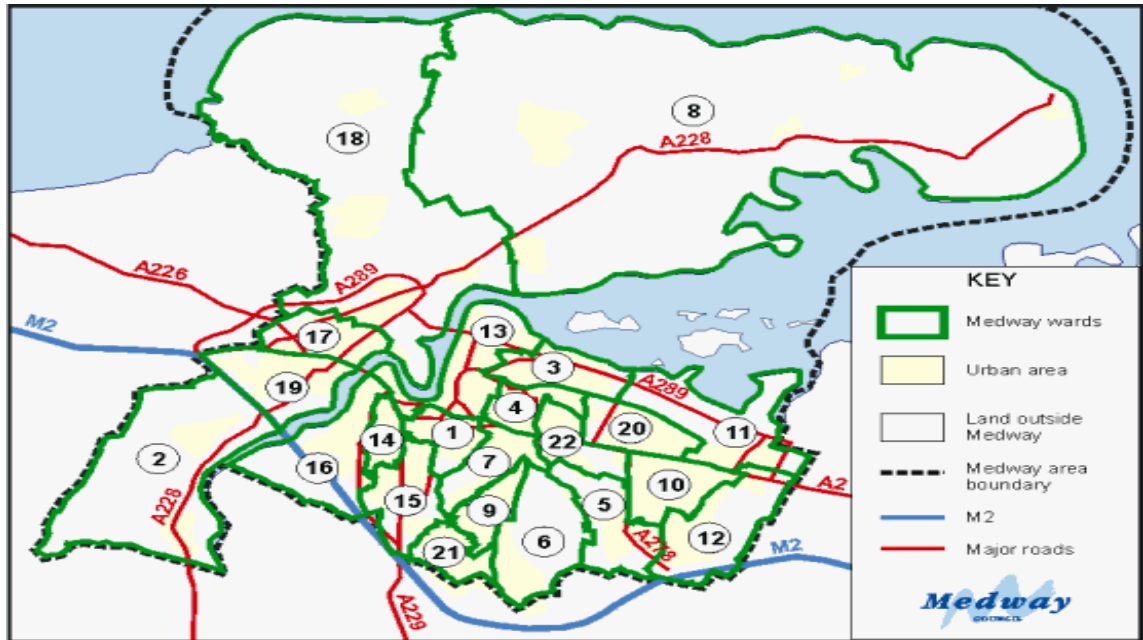 8
18
A228
A289
A226
KEY
M2
Medway wards
17
13
3
Urban area
19
A289
4
Land outside
Medway
1
22
20
11
14
2
16
7
Medway area
boundary
10
A2
A228
15
9
5
M2
6
A278
12
21
M2
Major roads
A229
Medway
COUNCIL